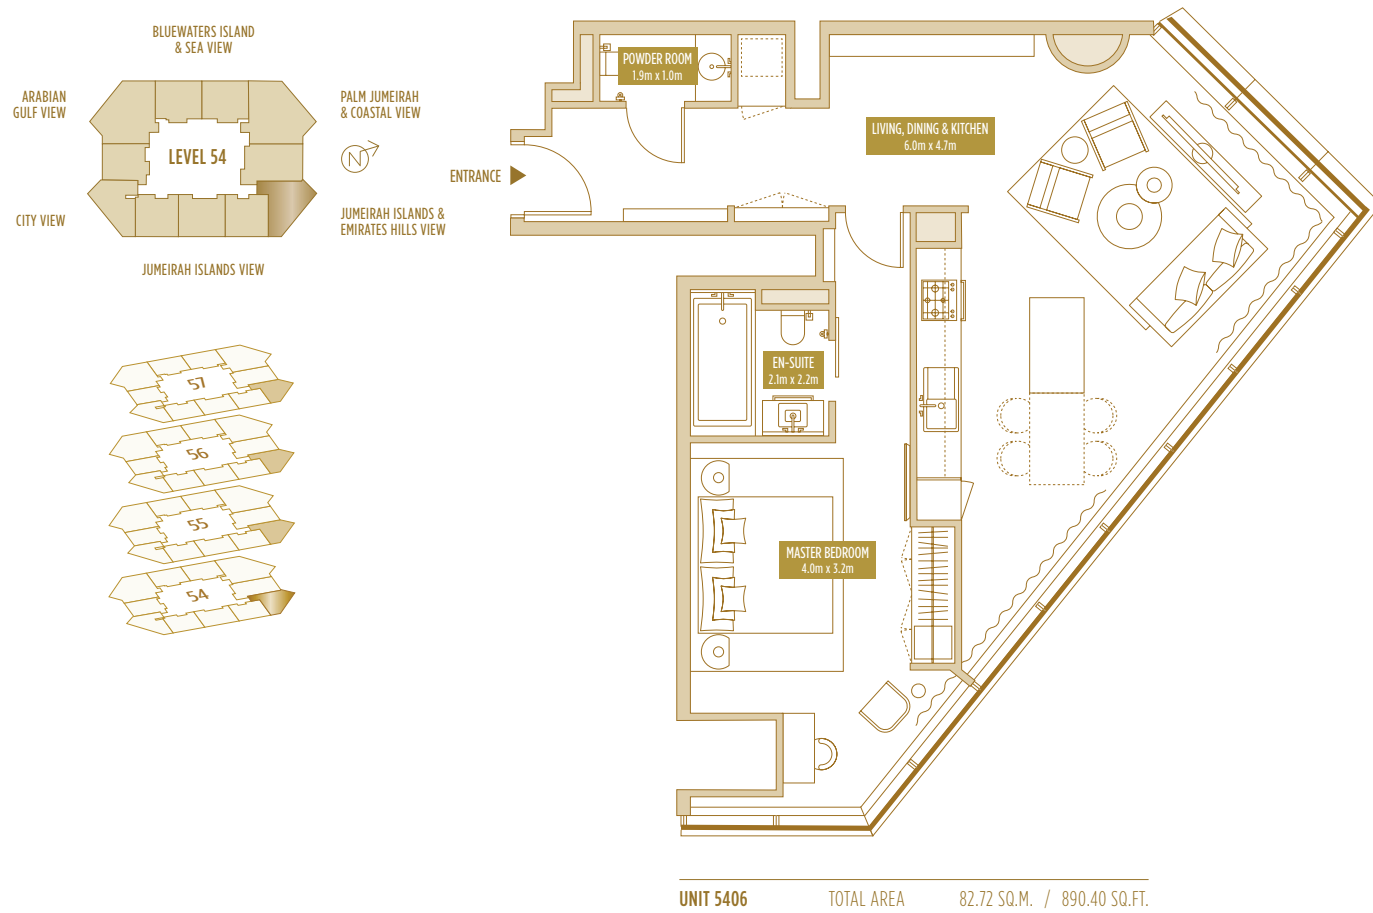 BLUEWATERS ISLAND
& SEA VIEW
ARABIAN
GULF VIEW
PALM JUMEIRAH
& COASTAL VIEW
LEVEL 54
N
CITY VIEW
JUMEIRAH ISLANDS &
EMIRATES HILLS VIEW
JUMEIRAH ISLANDS VIEW
57
56
55
54
ENTRANCE
POWDER ROOM
1.9m x 1.0m
LIVING, DINING & KITCHEN
6.0m x 4.7m
EN-SUITE
2.1m x 2.2m
MASTER BEDROOM
4.0m x 3.2m
UNIT 5406 TOTAL AREA 82.72 SQ.M. / 890.40 SQ.FT.